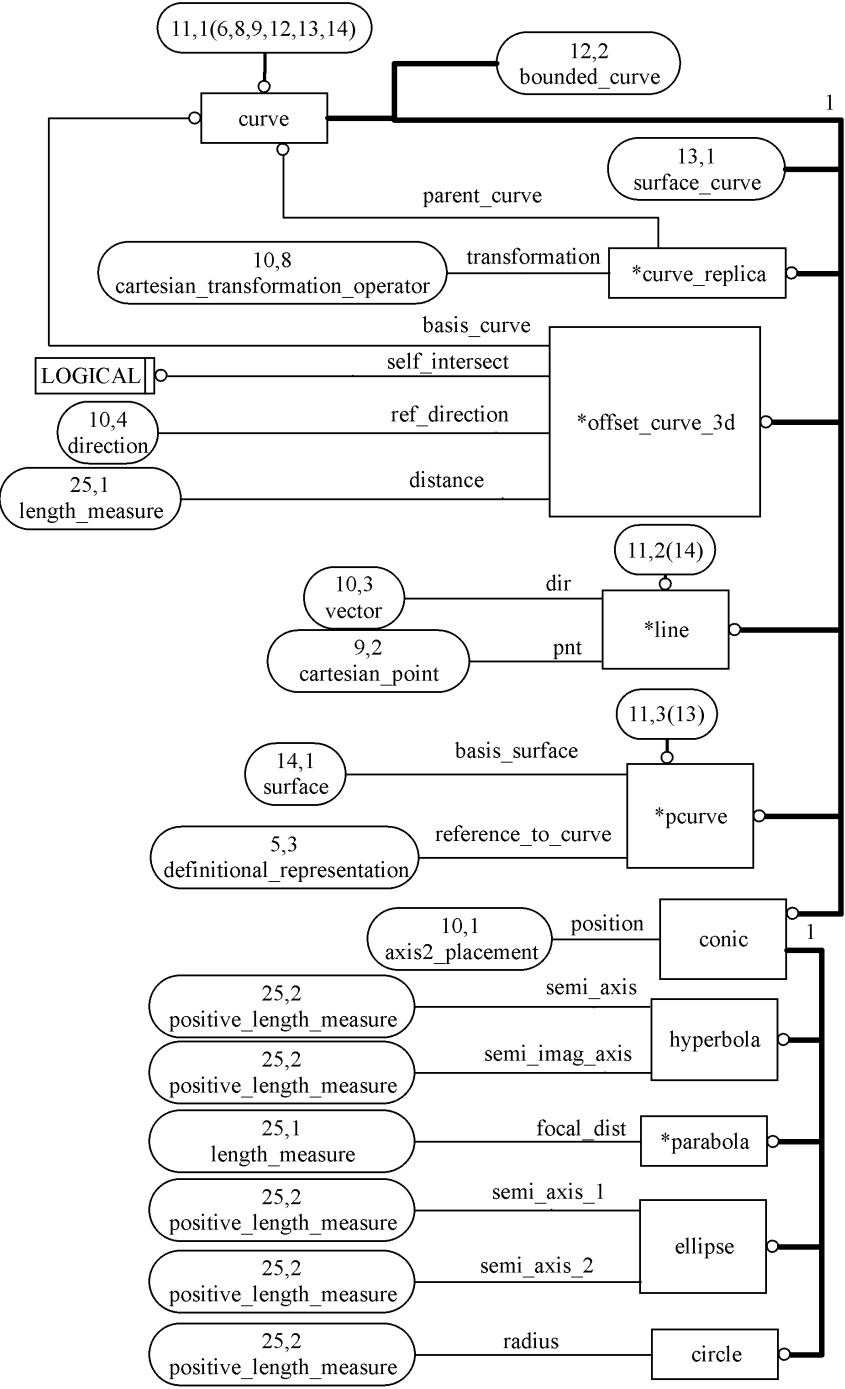 11,1(6,8,9,12,13,14)
12,2
bounded_curve
1
curve
13,1
surface_curve
parent_curve
10,8
cartesian_transformation_operator
transformation
*curve_replica
basis_curve
LOGICAL
self_intersect
10,4
direction
ref_direction
*offset_curve_3d
25,1
length_measure
distance
11,2(14)
10,3
vector
dir
*line
9,2
cartesian_point
pnt
11,3(13)
14,1
surface
basis_surface
*pcurve
5,3
definitional_representation
reference_to_curve
10,1
axis2_placement
position
conic
1
25,2
positive_length_measure
semi_axis
hyperbola
25,2
positive_length_measure
semi_imag_axis
25,1
length_measure
focal_dist
*parabola
25,2
positive_length_measure
semi_axis_1
ellipse
25,2
positive_length_measure
semi_axis_2
25,2
positive_length_measure
radius
circle